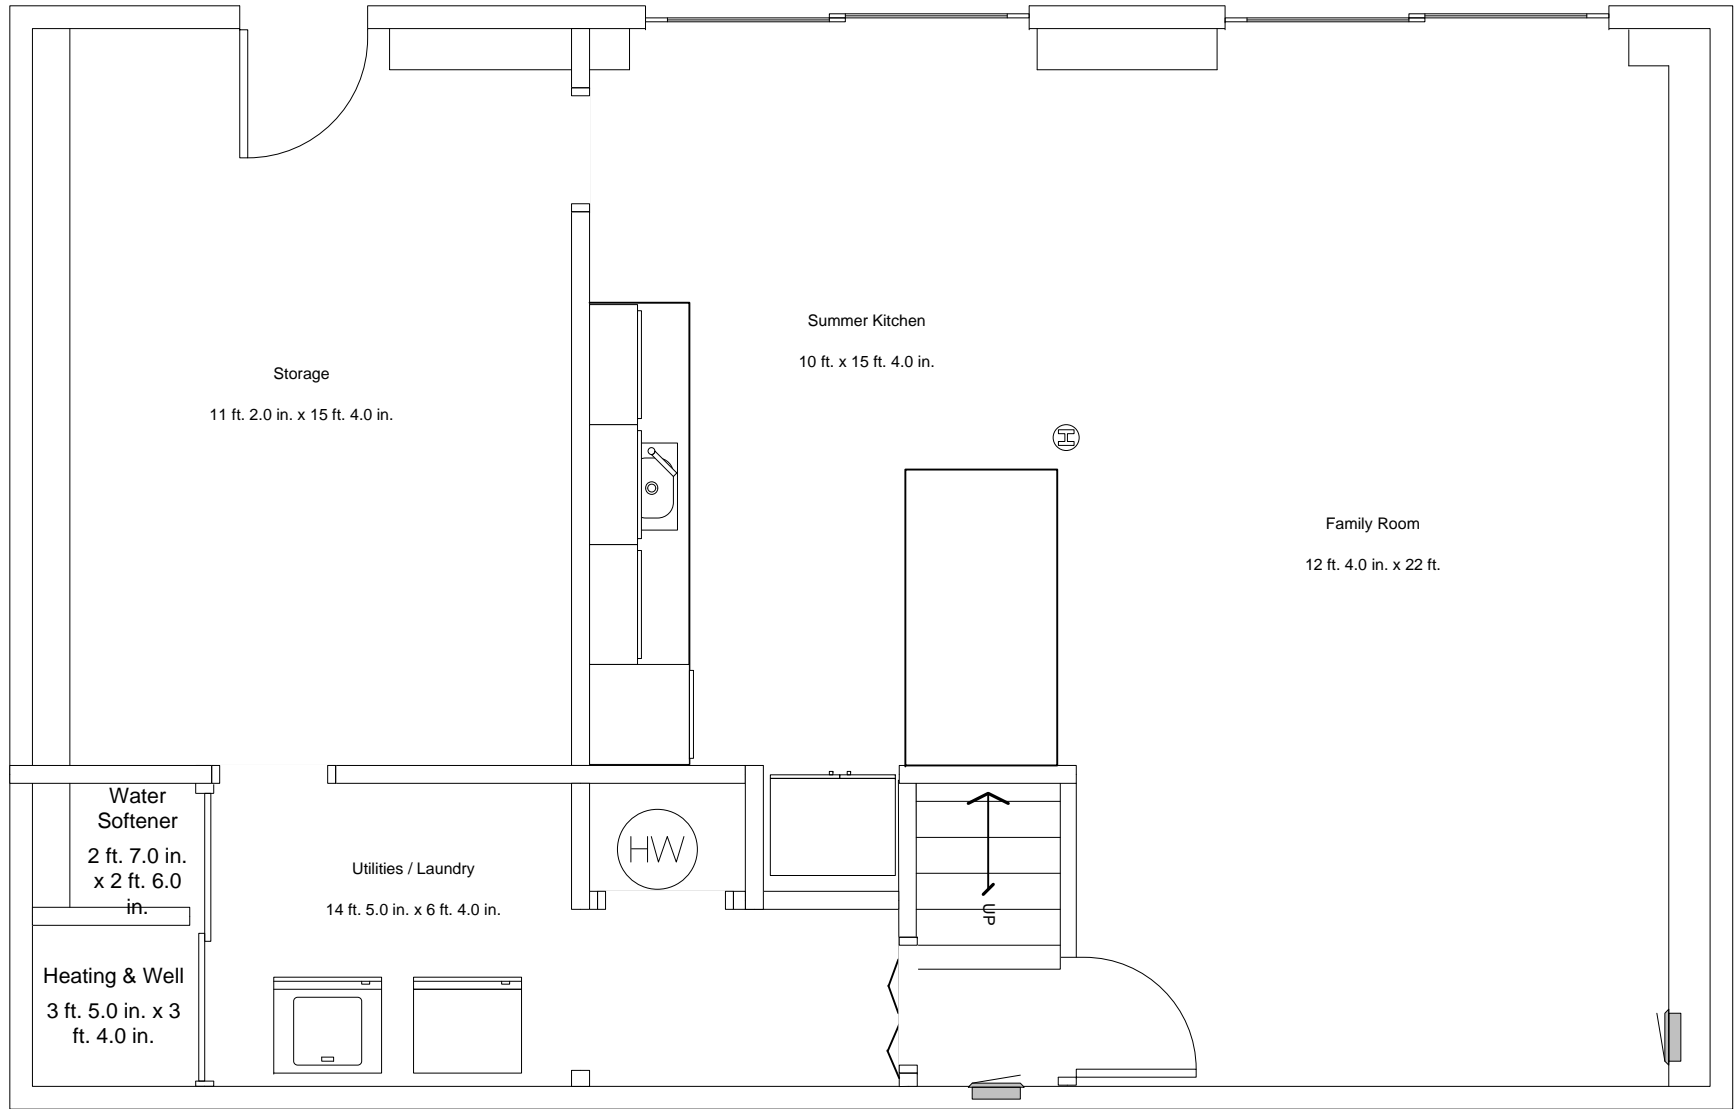 Summer Kitchen
10 ft. x 15 ft. 4.0 in.
Storage
11 ft. 2.0 in. x 15 ft. 4.0 in.
Family Room
12 ft. 4.0 in. x 22 ft.
Water
Softener
2 ft. 7.0 in.
x 2 ft. 6.0
in.
HW
Utilities / Laundry
14 ft. 5.0 in. x 6 ft. 4.0 in.
UP
Heating & Well
3 ft. 5.0 in. x 3
ft. 4.0 in.